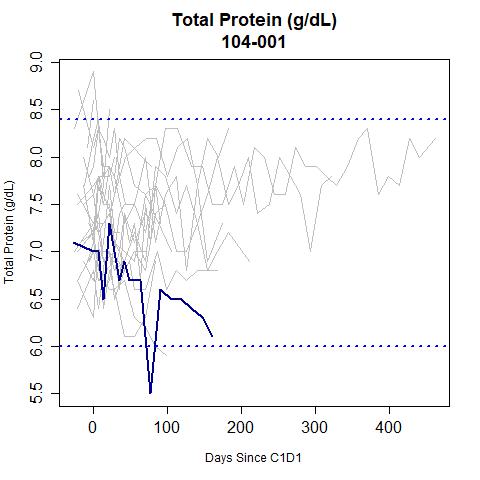 Total Protein (g/dL)
104-001
Total Protein (g/dL)
9.0
8.5
8.0
7.5
7.0
6.5
6.0
5.5
0 100 200 300 400
Days Since C1D1